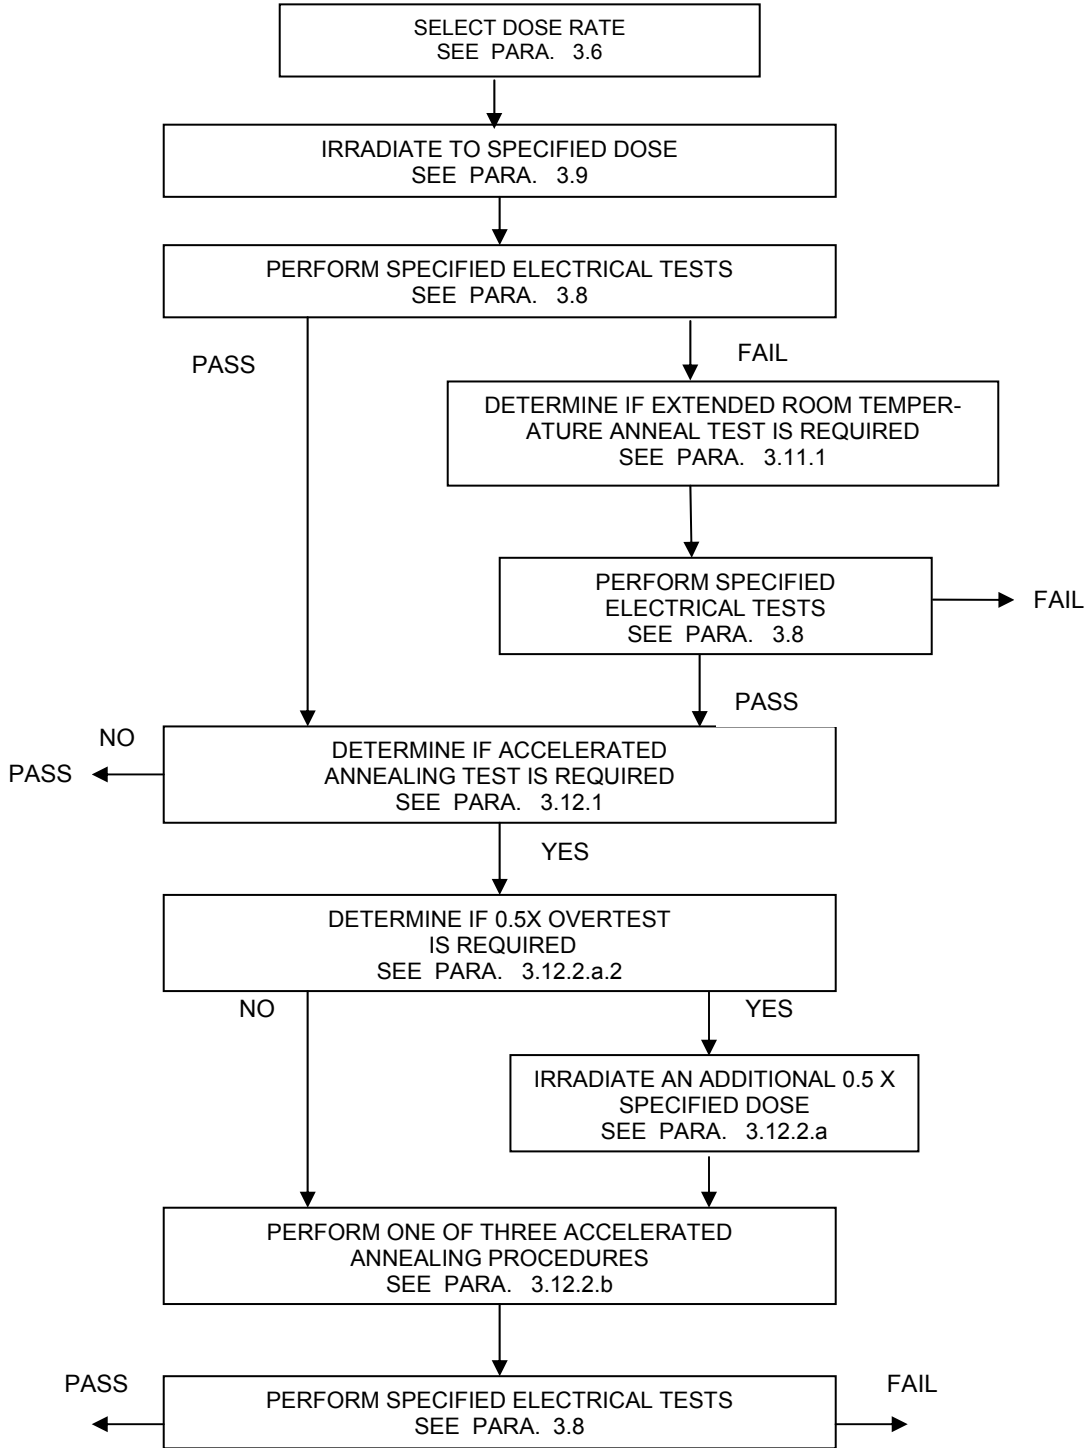 SELECT DOSE RATE
SEE PARA. 3.6
IRRADIATE TO SPECIFIED DOSE
SEE PARA. 3.9
PERFORM SPECIFIED ELECTRICAL TESTS
SEE PARA. 3.8
PASS
FAIL
DETERMINE IF EXTENDED ROOM TEMPER-
ATURE ANNEAL TEST IS REQUIRED
SEE PARA. 3.11.1
PERFORM SPECIFIED
ELECTRICAL TESTS
SEE PARA. 3.8
FAIL
PASS
NO
PASS
DETERMINE IF ACCELERATED
ANNEALING TEST IS REQUIRED
SEE PARA. 3.12.1
YES
DETERMINE IF 0.5X OVERTEST
IS REQUIRED
SEE PARA. 3.12.2.a.2
NO
YES
IRRADIATE AN ADDITIONAL 0.5 X
SPECIFIED DOSE
SEE PARA. 3.12.2.a
PERFORM ONE OF THREE ACCELERATED
ANNEALING PROCEDURES
SEE PARA. 3.12.2.b
PASS
FAIL
PERFORM SPECIFIED ELECTRICAL TESTS
SEE PARA. 3.8